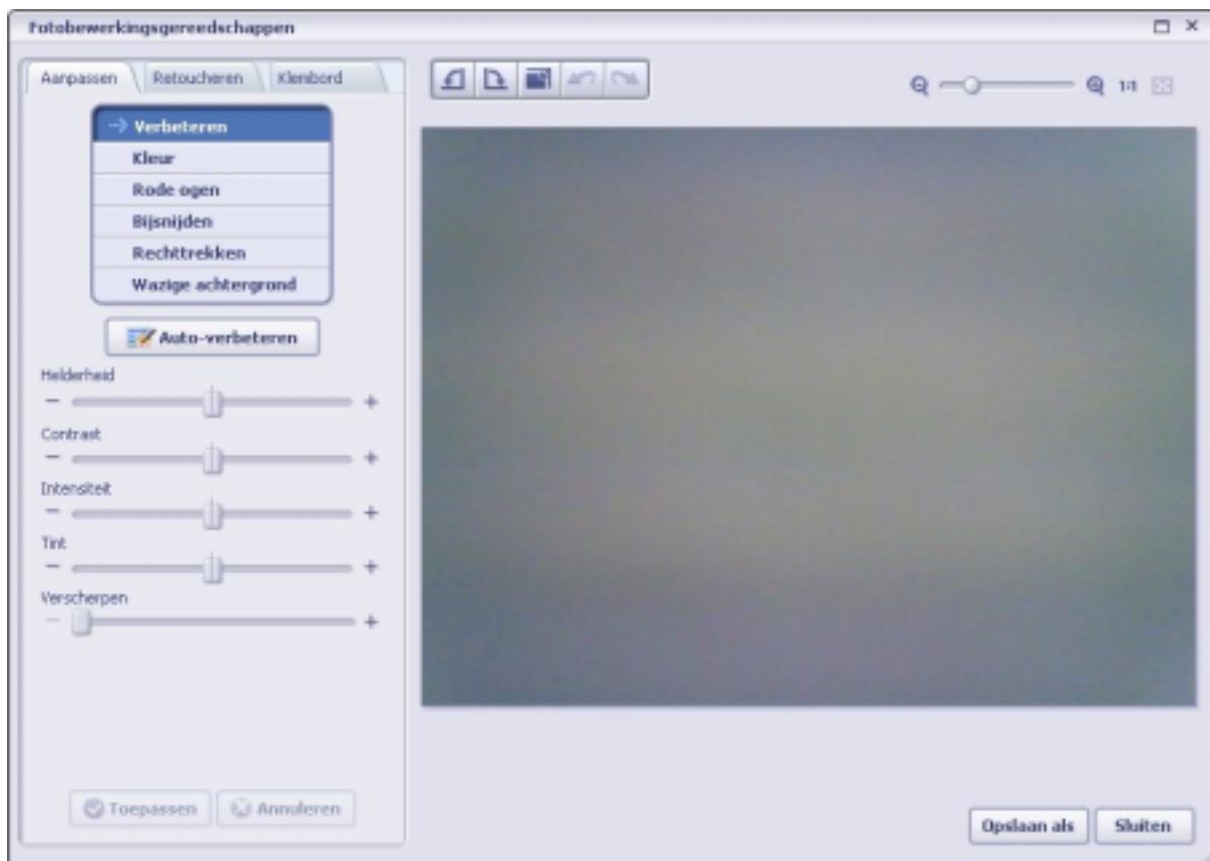 Fotobewerkingsgereedschappen
Aanpassen Retoucheren Klembord
Verbeteren
Kleur
Rode ogen
Bijsnijden
Rechttrekken
Wazige achtergrond
Auto-verbeteren
Helderheid
Contrast
Intensiteit
Tint
Verscherpen
Toepassen Annuleren
1:1
Opslaan als Sluiten